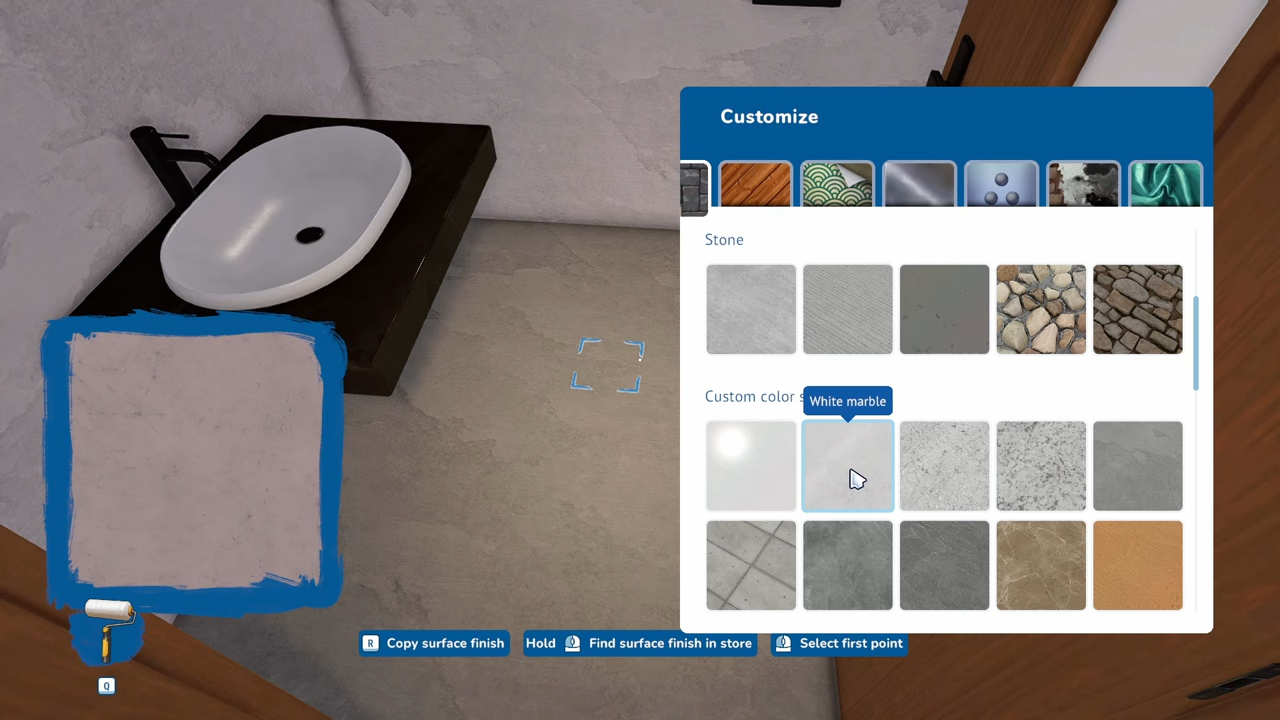 Customize
Stone
Custom color s
White marble
R Copy surface finish
Hold Find surface finish in store
Select first point
Q